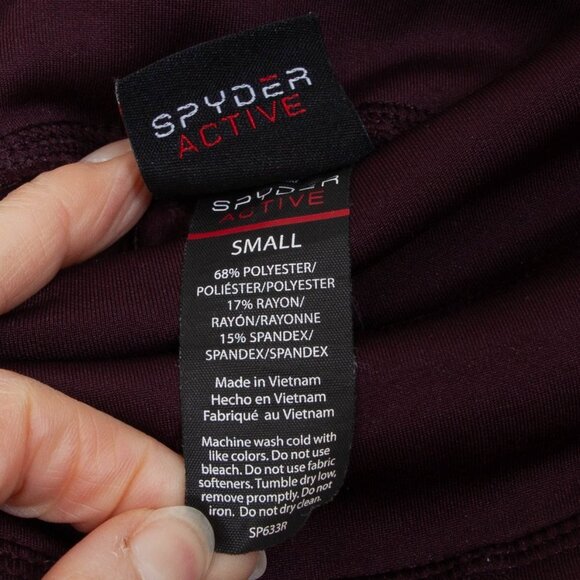 SPYDER
ACTIVE
SPYDER
ACTIVE
SMALL
68% POLYESTER/
POLIÉSTER/POLYESTER
17% RAYON/
RAYÓN/RAYONNE
15% SPANDEX/
SPANDEX/SPANDEX
Made in Vietnam
Hecho en Vietnam
Fabriqué au Vietnam
Machine wash cold with
like colors. Do not use
bleach. Do not use fabric
softeners. Tumble dry low,
remove promptly. Do not
iron. Do not dry clean.
SP633R